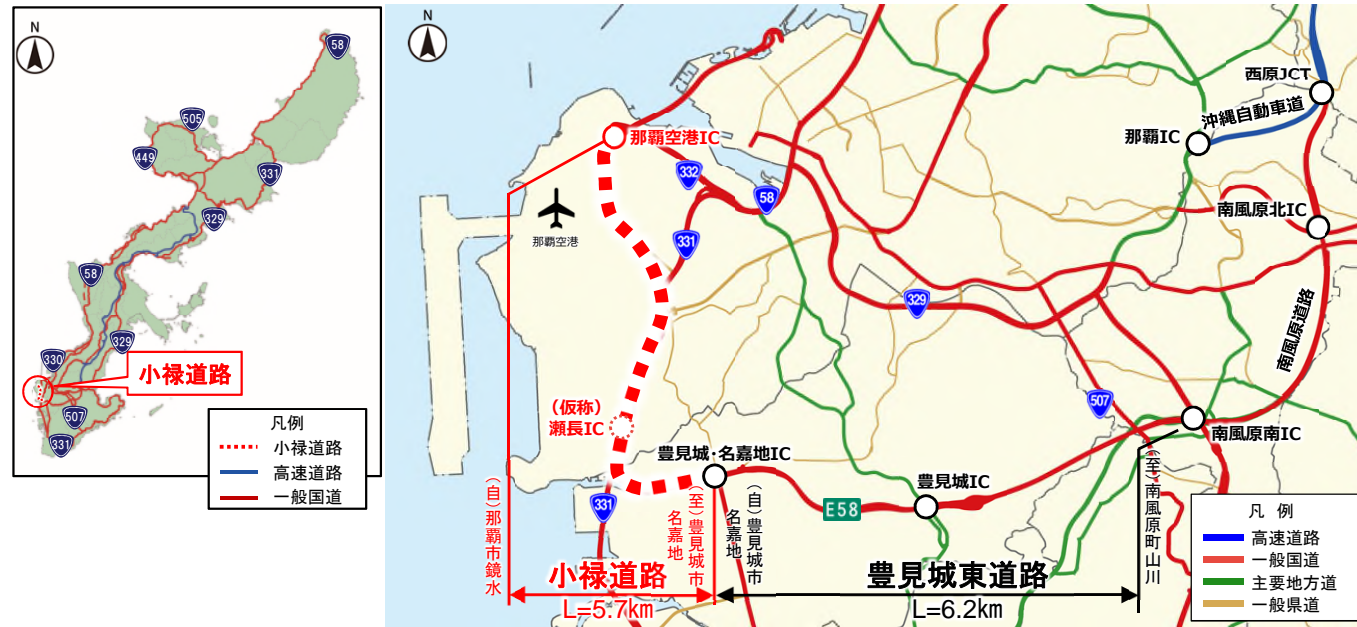 N
58
505
449
331
329
58
329
330
小禄道路
507
331
凡例
小禄道路
高速道路
一般国道
N
西原JCT
沖縄自動車道
那覇空港IC
那覇IC
332
58
南風原北IC
那覇空港
331
329
南風原道路
507
(仮称)
瀬長IC
南風原南IC
豊見城・名嘉地IC
豊見城IC
331
E58
(自)那覇市鏡水
(至)豊見城市
名嘉地
(自)豊見城市
名嘉地
(至)南風原町山川
小禄道路
L=5.7km
豊見城東道路
L=6.2km
凡 例
高速道路
一般国道
主要地方道
一般県道